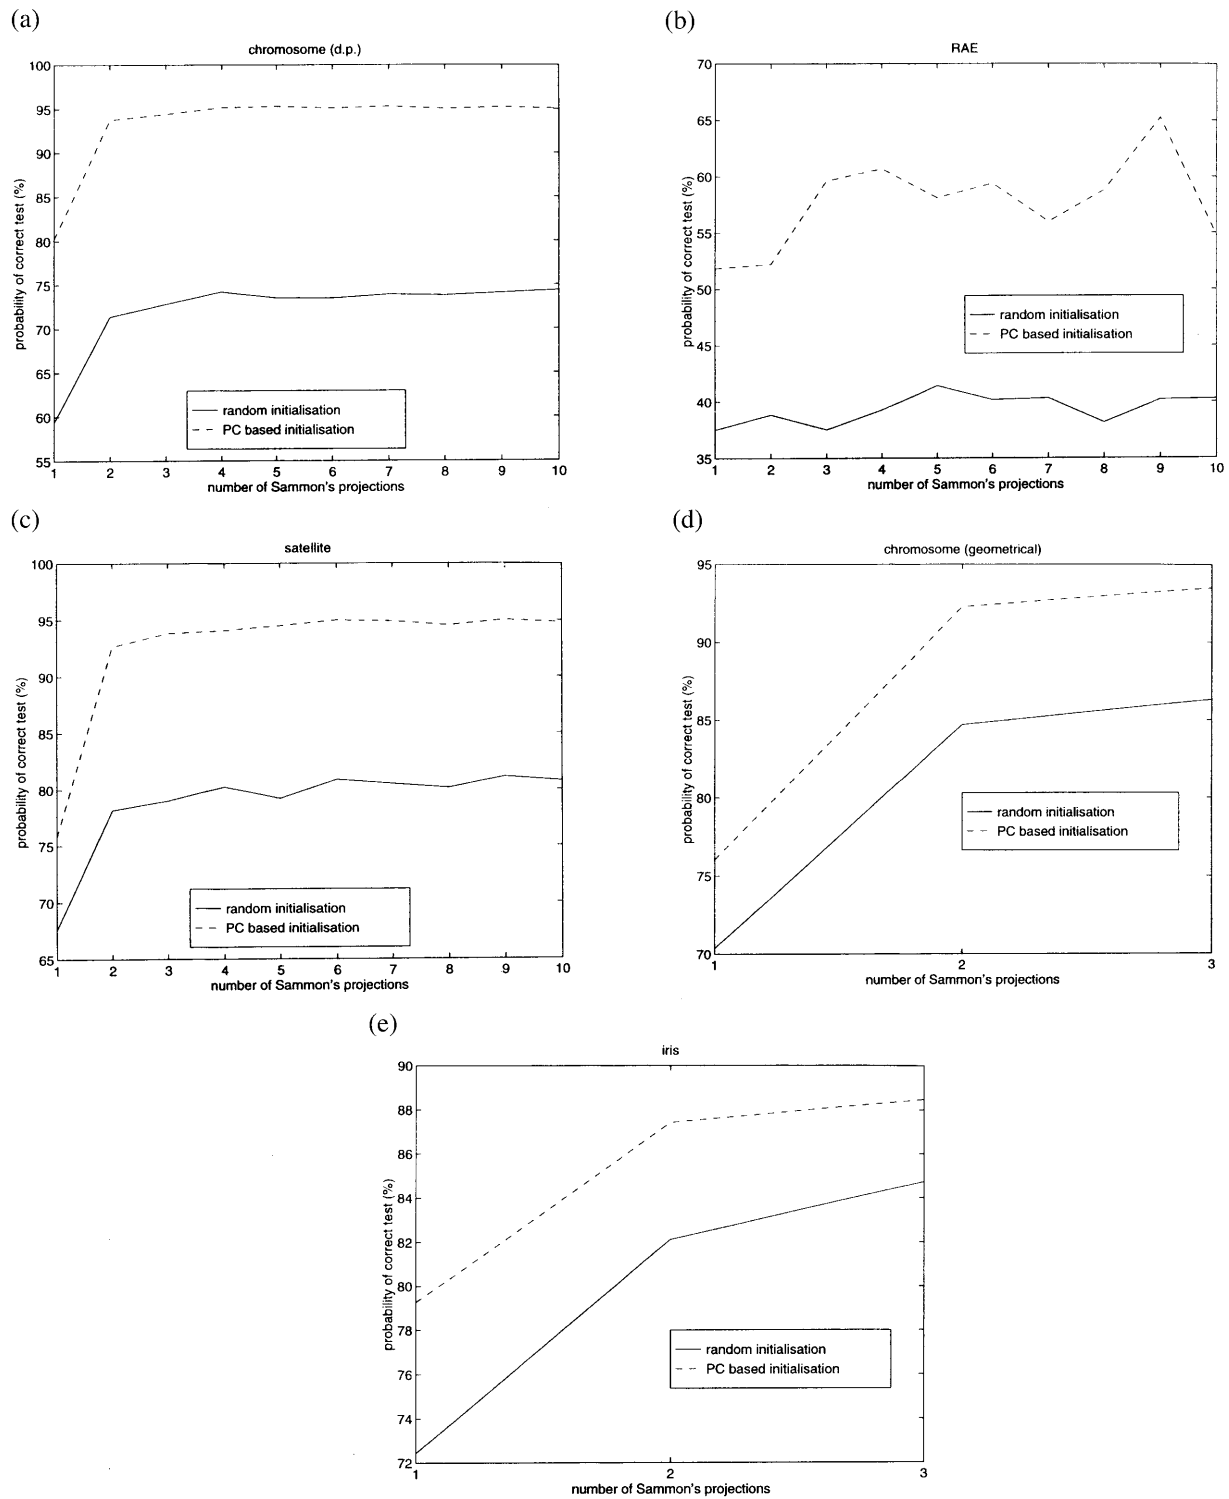 (a)
chromosome (d.p.)
100
95
90
85
80
75
70
65
60
55
probability of correct test (%)
random initialisation
PC based initialisation
1 2 3 4 5 6 7 8 9 10
number of Sammon's projections
(b)
RAE
70
65
60
55
50
45
40
35
probability of correct test (%)
random initialisation
PC based initialisation
1 2 3 4 5 6 7 8 9 10
number of Sammon's projections
(c)
satellite
100
95
90
85
80
75
70
65
probability of correct test (%)
random initialisation
PC based initialisation
1 2 3 4 5 6 7 8 9 10
number of Sammon's projections
(d)
chromosome (geometrical)
95
90
85
80
75
70
probability of correct test (%)
random initialisation
PC based initialisation
1 2 3
number of Sammon's projections
(e)
iris
90
88
86
84
82
80
78
76
74
72
probability of correct test (%)
random initialisation
PC based initialisation
1 2 3
number of Sammon's projections